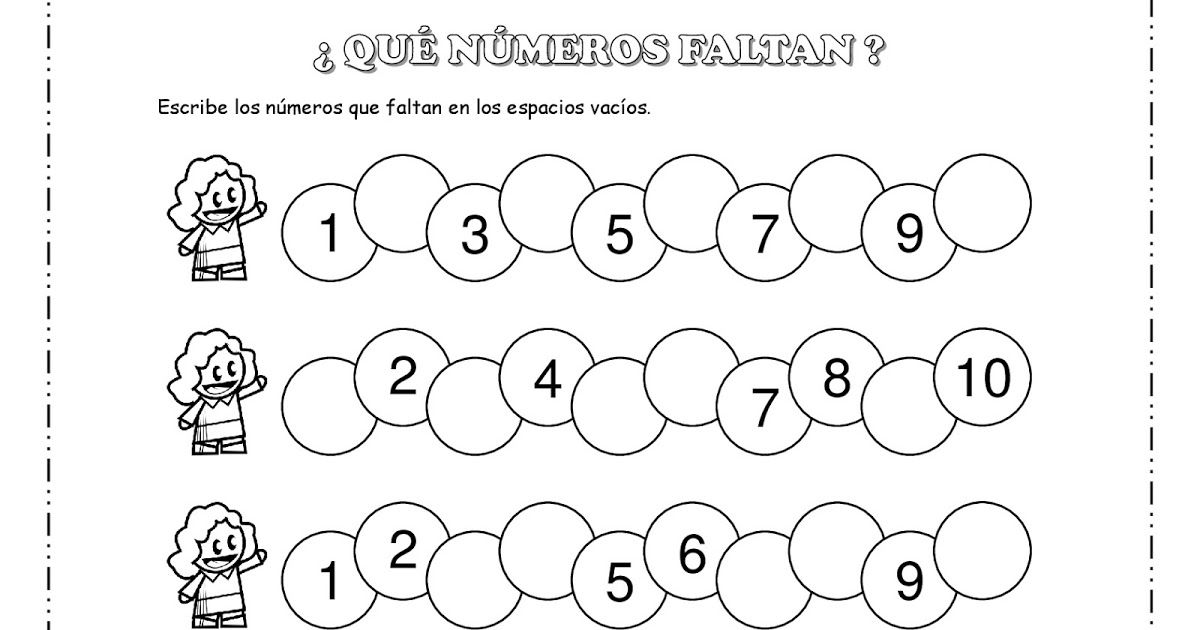 ¿ QUÉ NÚMEROS FALTAN ?
Escribe los números que faltan en los espacios vacíos.
1 3 5 7 9
2 4 7 8 10
1 2 5 6 9